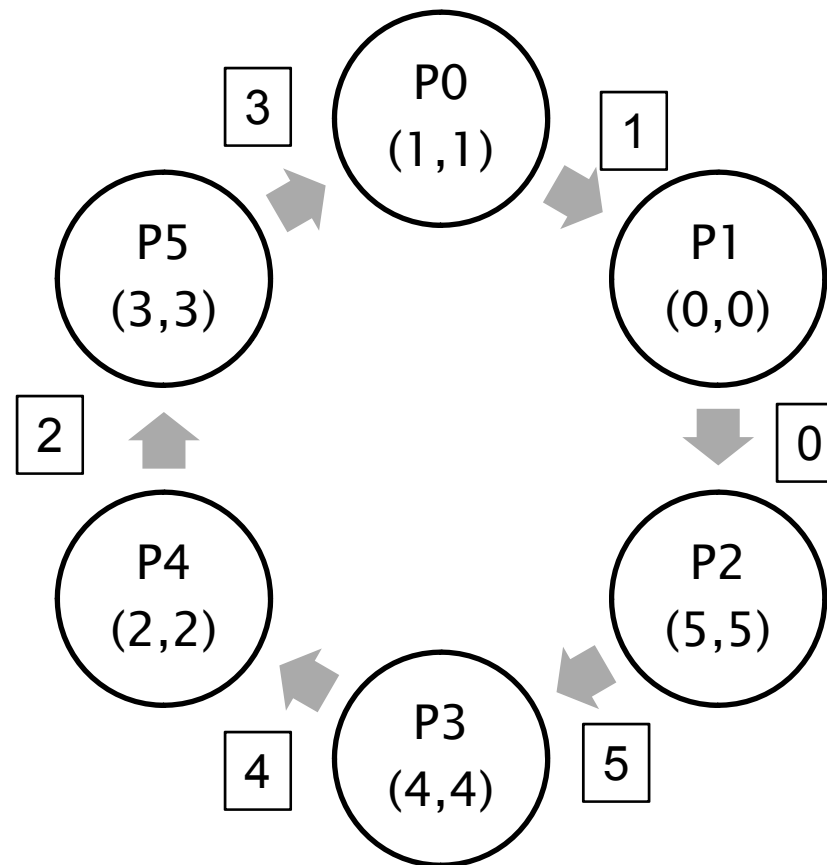 P0
(1,1)
3
1
P5
(3,3)
P1
(0,0)
2
0
P4
(2,2)
P2
(5,5)
P3
(4,4)
4
5